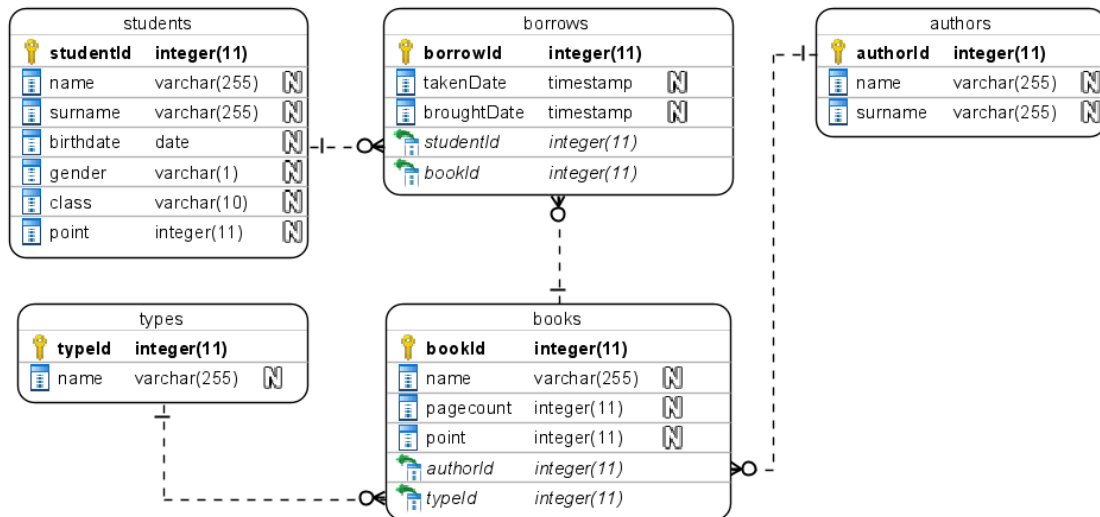 students
studentId integer(11)
name varchar(255) N
surname varchar(255) N
birthdate date N
gender varchar(1) N
class varchar(10) N
point integer(11) N
borrows
borrowId integer(11)
takenDate timestamp N
broughtDate timestamp N
studentId integer(11)
bookId integer(11)
authors
authorId integer(11)
name varchar(255) N
surname varchar(255) N
types
typeId integer(11)
name varchar(255) N
books
bookId integer(11)
name varchar(255) N
pagecount integer(11) N
point integer(11) N
authorId integer(11)
typeId integer(11)